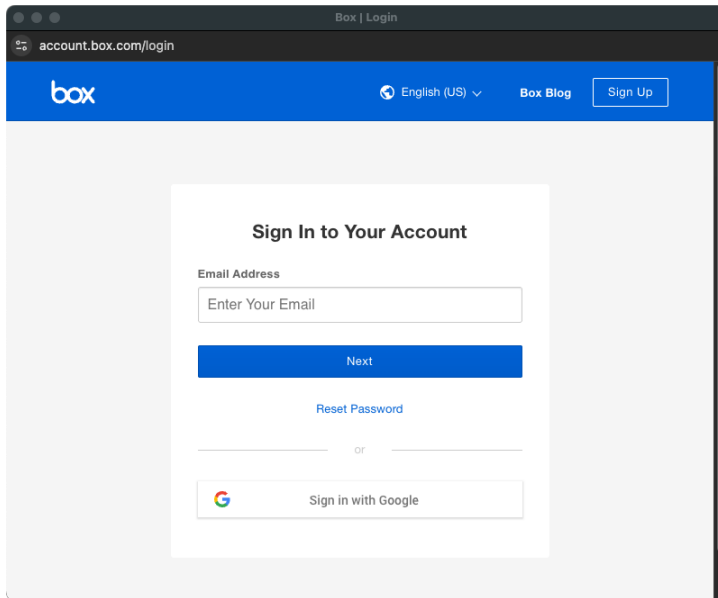 Box | Login
account.box.com/login
box
English (US)
Box Blog
Sign Up
Sign In to Your Account
Email Address
Enter Your Email
Next
Reset Password
or
Sign in with Google